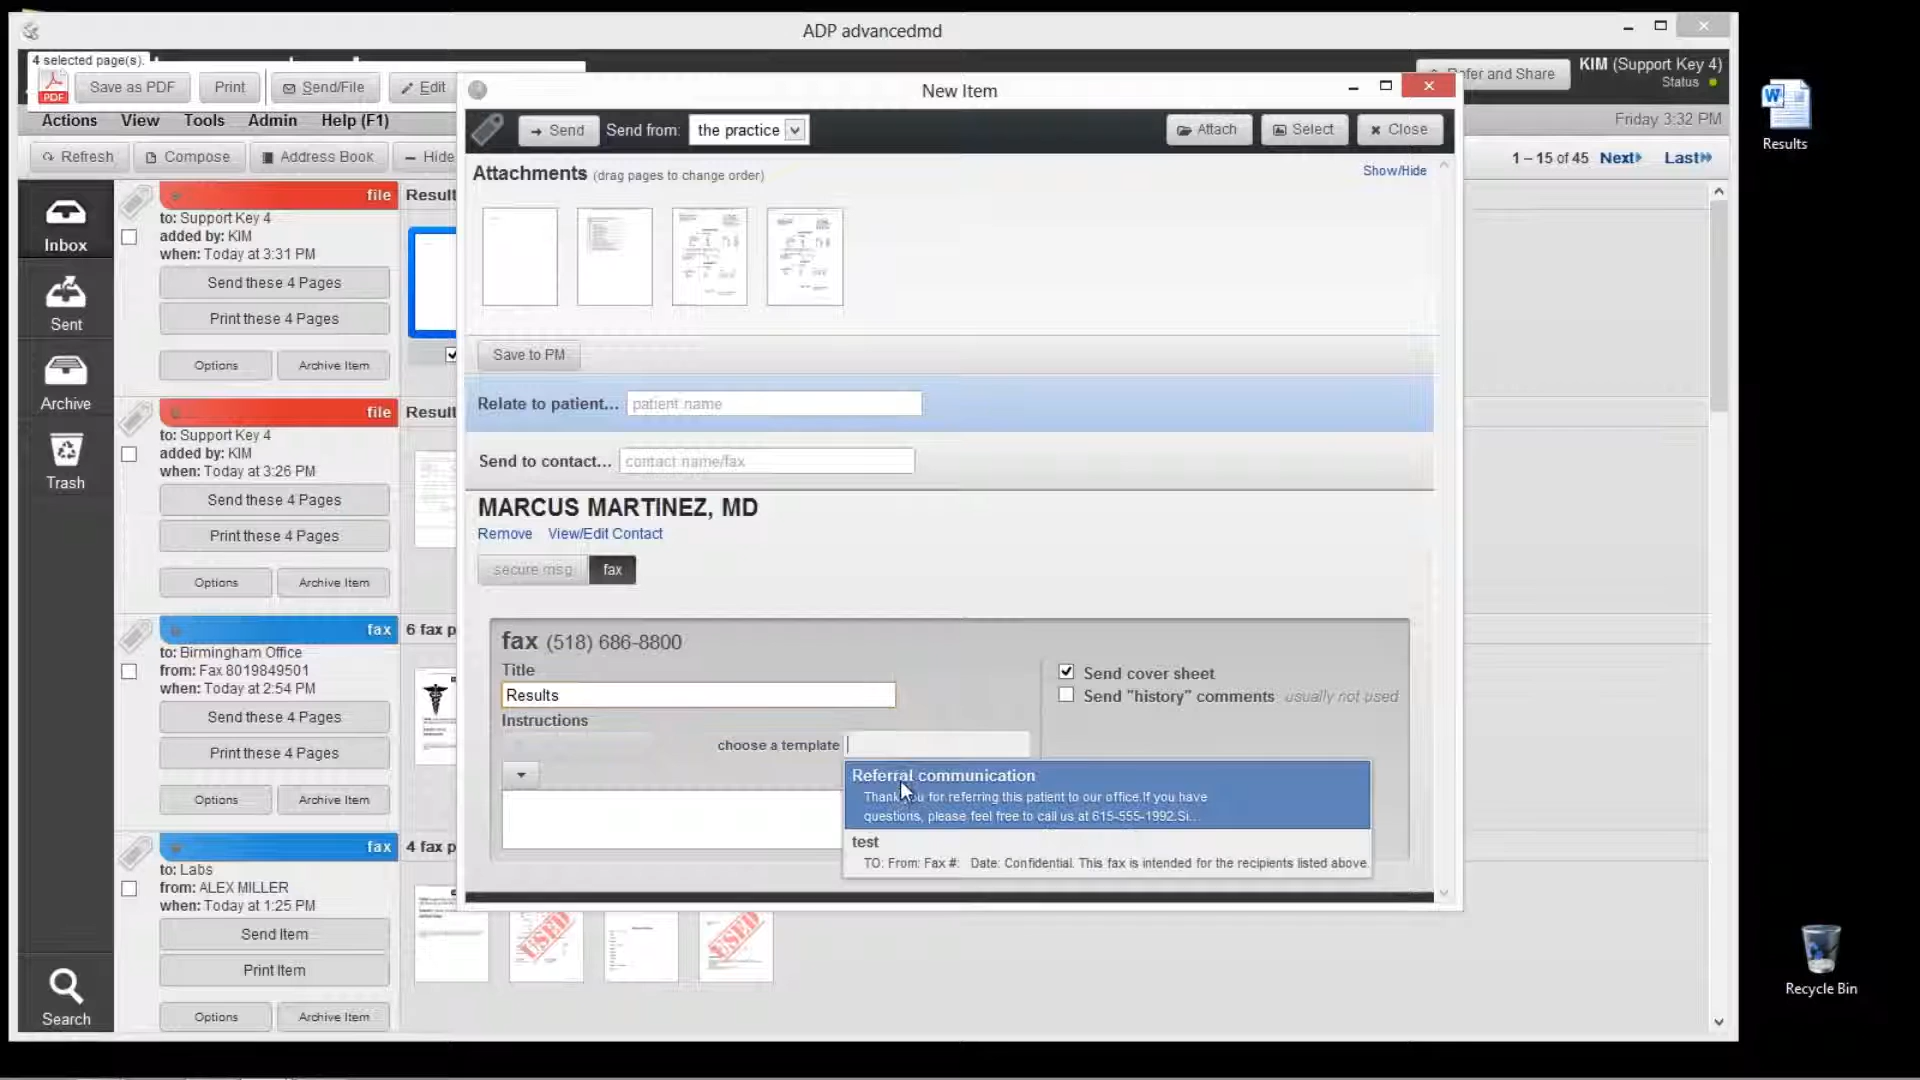 ADP advancedmd
4 selected page(s).
PDF
Save as PDF
Print
Send/File
Edit
Refer and Share
KIM (Support Key 4)
Status
Actions
View
Tools
Admin
Help (F1)
Friday 3:32 PM
Refresh
Compose
Address Book
Hide
1 – 15 of 45
Next
Last
Inbox
Sent
Archive
Trash
Search
file
Result
to: Support Key 4
added by: KIM
when: Today at 3:31 PM
Send these 4 Pages
Print these 4 Pages
Options
Archive Item
file
Result
to: Support Key 4
added by: KIM
when: Today at 3:26 PM
Send these 4 Pages
Print these 4 Pages
Options
Archive Item
fax
6 fax p
to: Birmingham Office
from: Fax 8019849501
when: Today at 2:54 PM
Send these 4 Pages
Print these 4 Pages
Options
Archive Item
fax
4 fax p
to: Labs
from: ALEX MILLER
when: Today at 1:25 PM
Send Item
Print Item
Options
Archive Item
USED
USED
New Item
Send
Send from:
the practice
Attach
Select
Close
Attachments (drag pages to change order)
Show/Hide
Save to PM
Relate to patient...
patient name
Send to contact...
contact name/fax
MARCUS MARTINEZ, MD
Remove
View/Edit Contact
secure msg
fax
fax (518) 686-8800
Title
Results
Instructions
choose a template
Send cover sheet
Send "history" comments usually not used
Referral communication
Thank you for referring this patient to our office.If you have
questions, please feel free to call us at 615-555-1992.Si...
test
TO: From: Fax #: Date: Confidential. This fax is intended for the recipients listed above.
Results
Recycle Bin